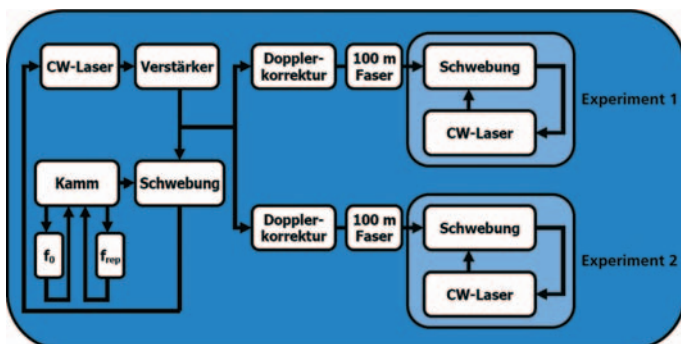 CW-Laser
Verstärker
Doppler-
korrektur
100 m
Faser
Schwebung
CW-Laser
Experiment 1
Kamm
Schwebung
f0
frep
Doppler-
korrektur
100 m
Faser
Schwebung
CW-Laser
Experiment 2